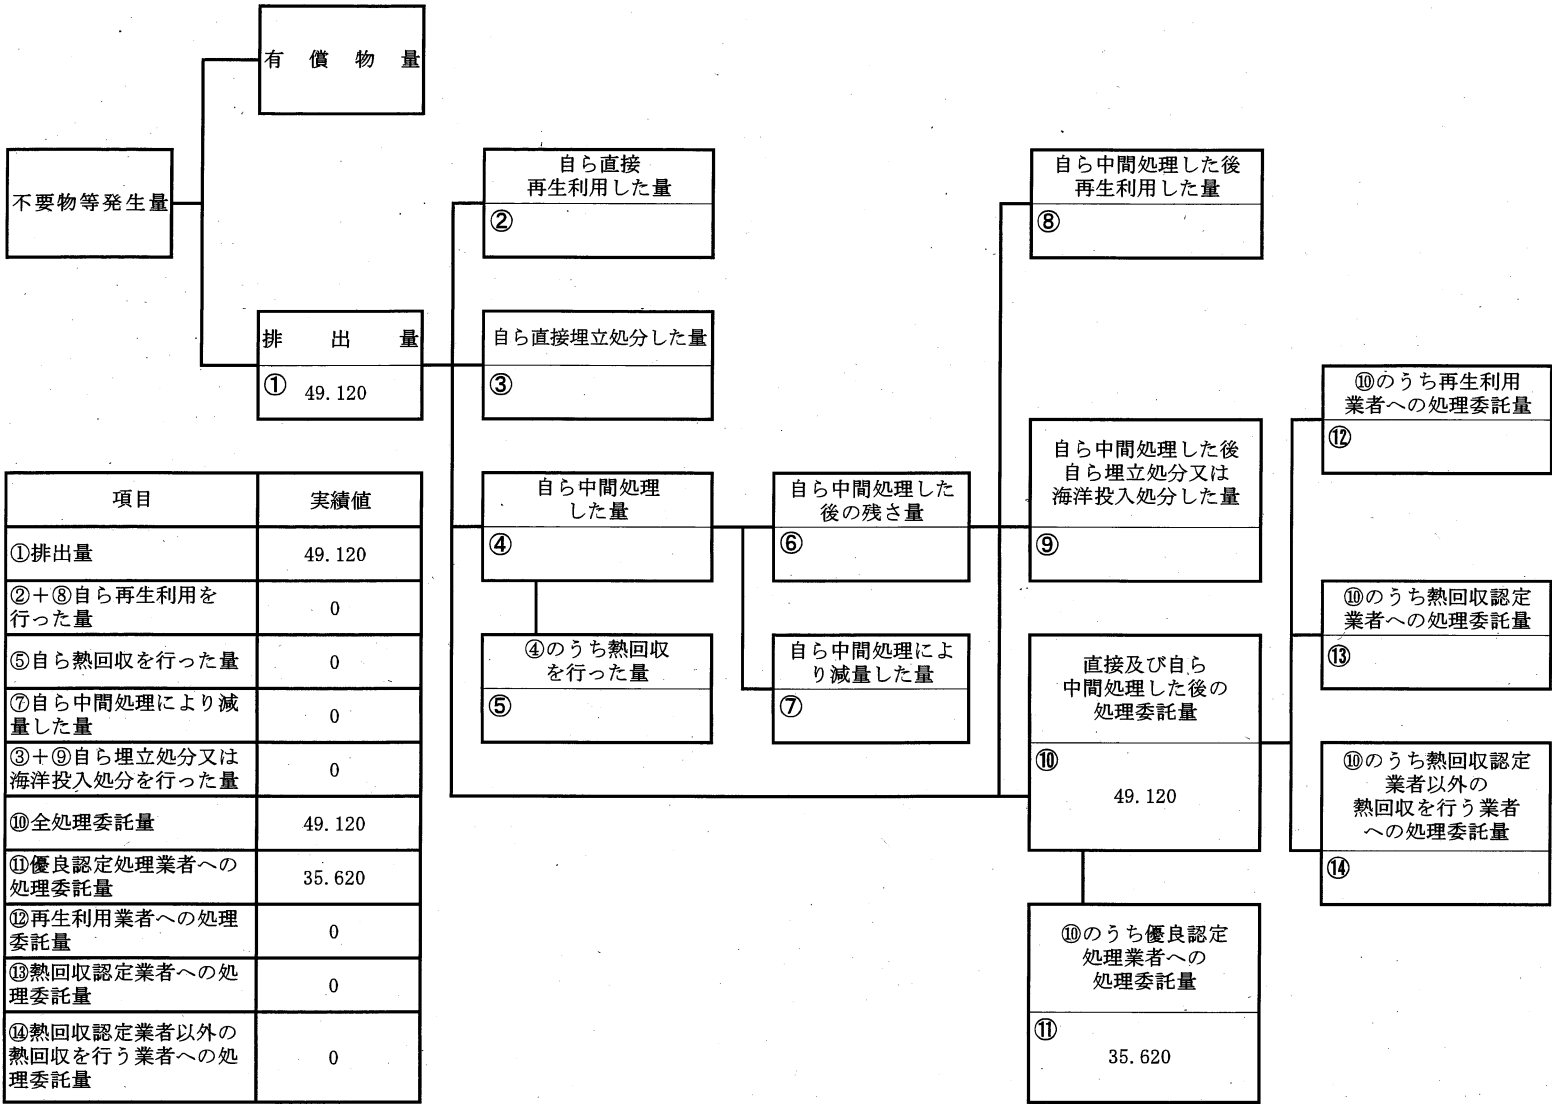 有償物量
不要物等発生量
排出量
① 49.120
自ら直接
再生利用した量
②
自ら直接埋立処分した量
③
自ら中間処理
した量
④
④のうち熱回収
を行った量
⑤
自ら中間処理した
後の残さ量
⑥
自ら中間処理によ
り減量した量
⑦
自ら中間処理した後
再生利用した量
⑧
自ら中間処理した後
自ら埋立処分又は
海洋投入処分した量
⑨
直接及び自ら
中間処理した後の
処理委託量
⑩
49.120
⑩のうち優良認定
処理業者への
処理委託量
⑪
35.620
⑩のうち再生利用
業者への処理委託量
⑫
⑩のうち熱回収認定
業者への処理委託量
⑬
⑩のうち熱回収認定
業者以外の
熱回収を行う業者
への処理委託量
⑭
項目 実績値
①排出量 49.120
②+⑧自ら再生利用を
行った量 0
⑤自ら熱回収を行った量 0
⑦自ら中間処理により減
量した量 0
③+⑨自ら埋立処分又は
海洋投入処分を行った量 0
⑩全処理委託量 49.120
⑪優良認定処理業者への
処理委託量 35.620
⑫再生利用業者への処理
委託量 0
⑬熱回収認定業者への処
理委託量 0
⑭熱回収認定業者以外の
熱回収を行う業者への処
理委託量 0